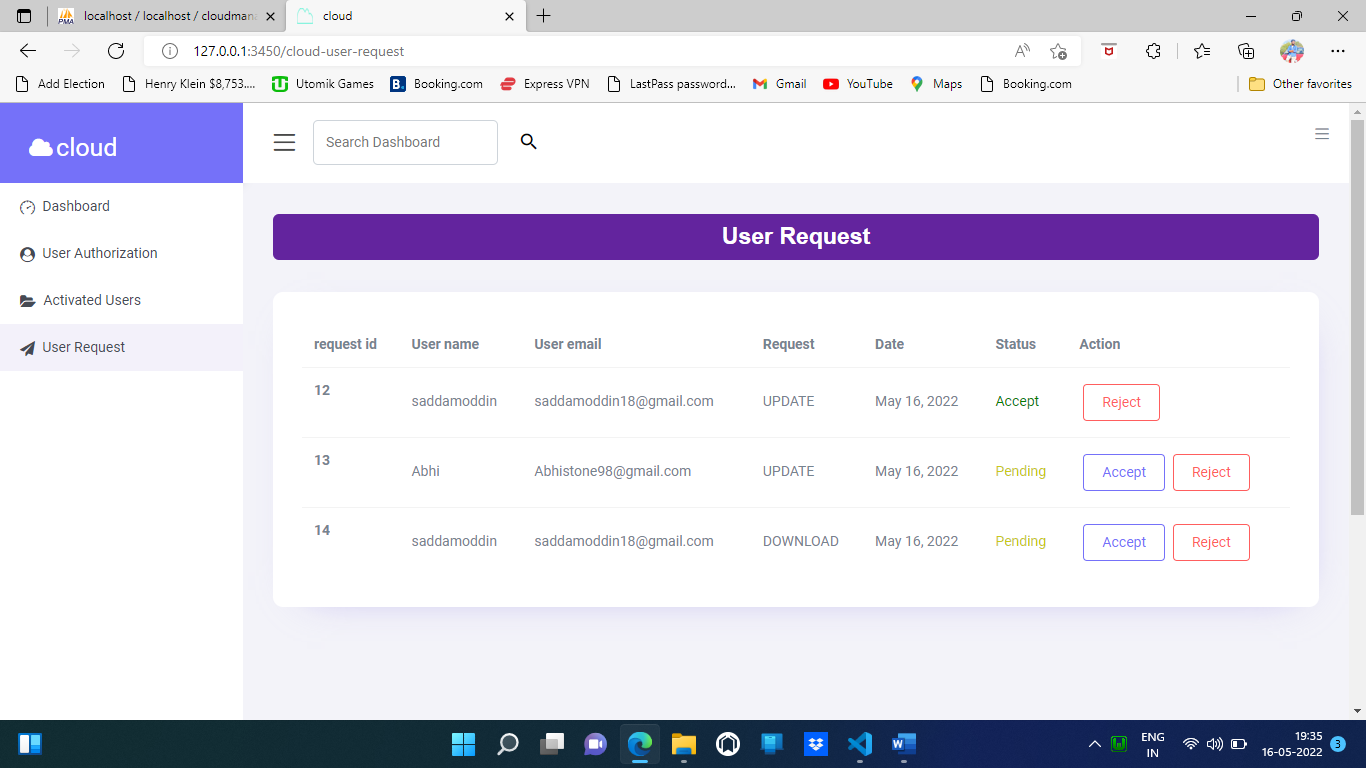 localhost / localhost / cloudmana
cloud
127.0.0.1:3450/cloud-user-request
Add Election
Henry Klein $8,753....
Utomik Games
Booking.com
Express VPN
LastPass password...
Gmail
YouTube
Maps
Booking.com
Other favorites
cloud
Search Dashboard
Dashboard
User Authorization
Activated Users
User Request
User Request
request id User name User email Request Date Status Action
12 saddamoddin saddamoddin18@gmail.com UPDATE May 16, 2022 Accept Reject
13 Abhi Abhistone98@gmail.com UPDATE May 16, 2022 Pending Accept Reject
14 saddamoddin saddamoddin18@gmail.com DOWNLOAD May 16, 2022 Pending Accept Reject
ENG
IN
19:35
16-05-2022
3